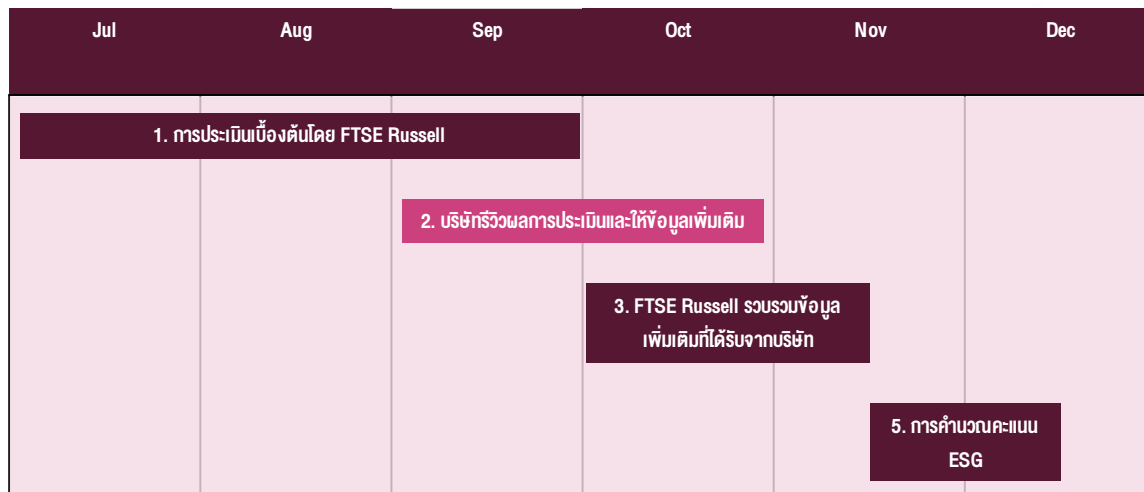 Jul Aug Sep Oct Nov Dec
1. การประเมินเบื้องต้นโดย FTSE Russell
2. บริษัทรีวิวผลการประเมินและให้ข้อมูลเพิ่มเติม
3. FTSE Russell รวบรวมข้อมูล
เพิ่มเติมที่ได้รับจากบริษัท
5. การคำนวณคะแนน
ESG